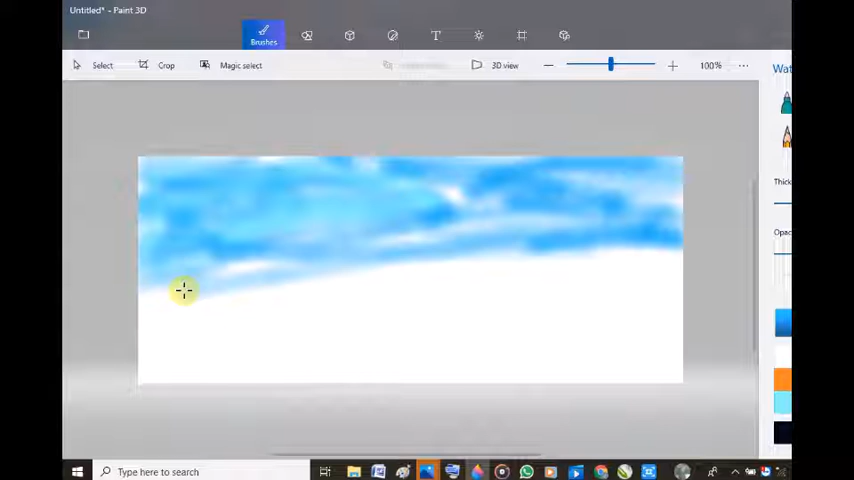 Untitled* - Paint 3D
Brushes
Select
Crop
Magic select
3D view
100%
Wat
Thick
Opac
Type here to search